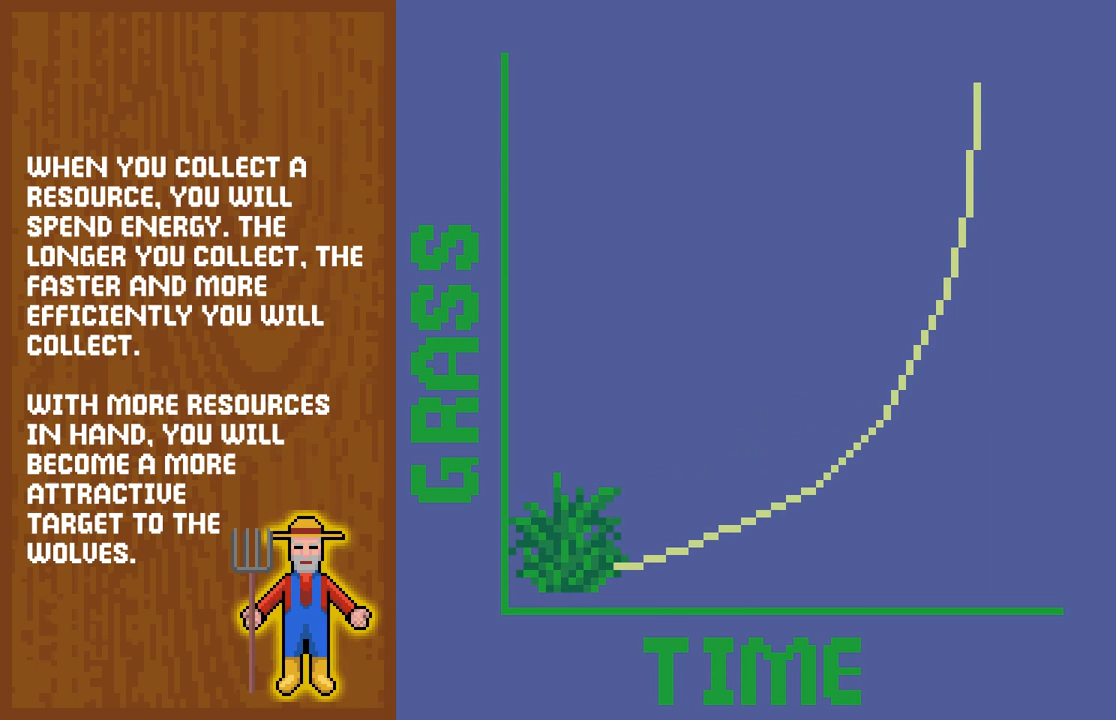 WHEN YOU COLLECT A
RESOURCE, YOU WILL
SPEND ENERGY. THE
LONGER YOU COLLECT, THE
FASTER AND MORE
EFFICIENTLY YOU WILL
COLLECT.
WITH MORE RESOURCES
IN HAND, YOU WILL
BECOME A MORE
ATTRACTIVE
TARGET TO THE
WOLVES.
GRASS
TIME